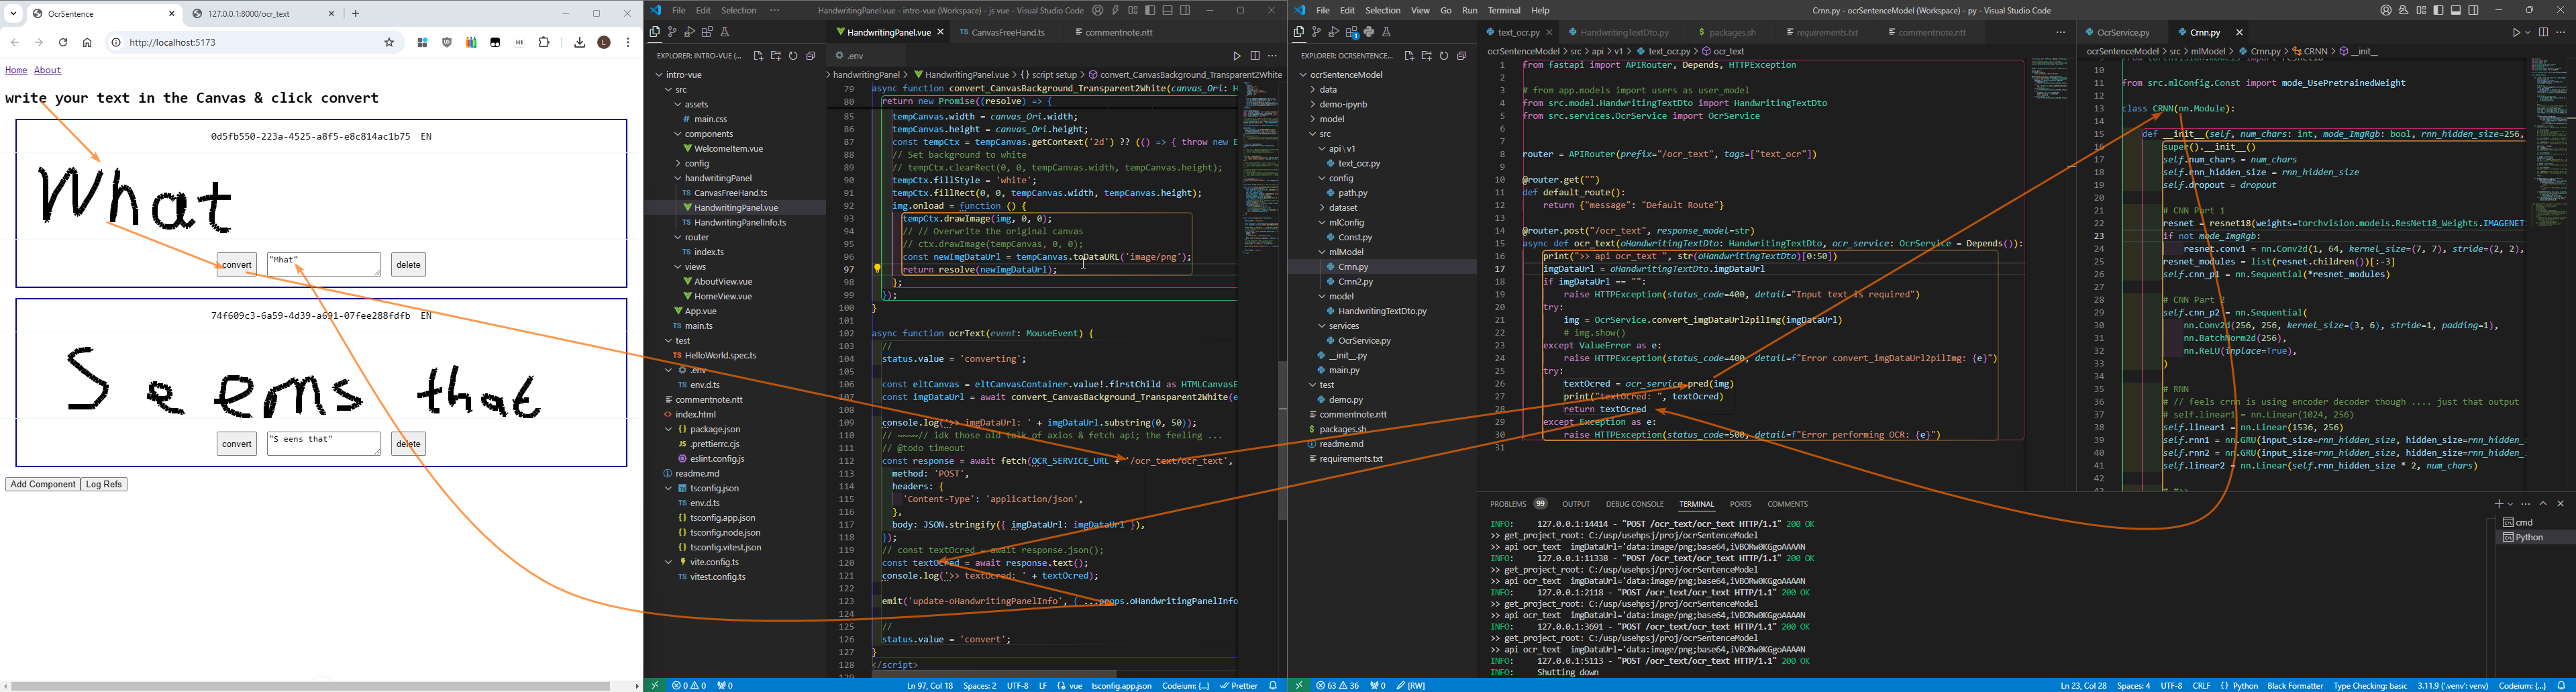 OcrSentence
127.0.0.1:8000/ocr_text
http://localhost:5173
Home About
write your text in the Canvas & click convert
0d5fb550-223a-4525-a8f5-e8c814ac1b75 EN
What
convert
"Mhat"
delete
74f609c3-6a59-4d39-a691-07fee288fdfb EN
Seems that
convert
"S eens that"
delete
Add Component Log Refs
File Edit Selection ···
HandwritingPanel.vue - intro-vue (Workspace) - js vue - Visual Studio Code
EXPLORER: INTRO-VUE (...
intro-vue
src
assets
main.css
components
WelcomeItem.vue
config
handwritingPanel
CanvasFreeHand.ts
HandwritingPanel.vue
HandwritingPanelInfo.ts
router
index.ts
views
AboutView.vue
HomeView.vue
App.vue
main.ts
test
HelloWorld.spec.ts
.env
env.d.ts
commentnote.ntt
index.html
package.json
.prettierrc.cjs
eslint.config.js
readme.md
tsconfig.json
env.d.ts
tsconfig.app.json
tsconfig.node.json
tsconfig.vitest.json
vite.config.ts
vitest.config.ts
HandwritingPanel.vue
CanvasFreeHand.ts
commentnote.ntt
.env
handwritingPanel > HandwritingPanel.vue > {} script setup > convert_CanvasBackground_Transparent2White
79 async function convert_CanvasBackground_Transparent2White(canvas_Ori: H
80 return new Promise((resolve) => {
85 tempCanvas.width = canvas_Ori.width;
86 tempCanvas.height = canvas_Ori.height;
87 const tempCtx = tempCanvas.getContext('2d') ?? (() => { throw new E
88 // Set background to white
89 // tempCtx.clearRect(0, 0, tempCanvas.width, tempCanvas.height);
90 tempCtx.fillStyle = 'white';
91 tempCtx.fillRect(0, 0, tempCanvas.width, tempCanvas.height);
92 img.onload = function () {
93 tempCtx.drawImage(img, 0, 0);
94 // // Overwrite the original canvas
95 // ctx.drawImage(tempCanvas, 0, 0);
96 const newImgDataUrl = tempCanvas.toDataURL('image/png');
97 return resolve(newImgDataUrl);
98 };
99 });
100 }
101
102 async function ocrText(event: MouseEvent) {
103 //
104 status.value = 'converting';
105
106 const eltCanvas = eltCanvasContainer.value!.firstChild as HTMLCanvasE
107 const imgDataUrl = await convert_CanvasBackground_Transparent2White(e
108
109 console.log('>> imgDataUrl: ' + imgDataUrl.substring(0, 50));
110 // ~~~~// idk those old talk of axios & fetch api; the feeling ...
111 // @todo timeout
112 const response = await fetch(OCR_SERVICE_URL + '/ocr_text/ocr_text',
113 method: 'POST',
114 headers: {
115 'Content-Type': 'application/json',
116 },
117 body: JSON.stringify({ imgDataUrl: imgDataUrl }),
118 });
119 // const textOcred = await response.json();
120 const textOcred = await response.text();
121 console.log('>> textOcred: ' + textOcred);
122
123 emit('update-oHandwritingPanelInfo', { ...props.oHandwritingPanelInfo
124
125 //
126 status.value = 'convert';
127 }
128 </script>
0 0 0 Ln 97, Col 18 Spaces: 2 UTF-8 LF vue tsconfig.app.json Codeium: {...} Prettier
File Edit Selection View Go Run Terminal Help
Crnn.py - ocrSentenceModel (Workspace) - py - Visual Studio Code
EXPLORER: OCRSENTENCE...
ocrSentenceModel
data
demo-ipynb
model
src
api\v1
text_ocr.py
config
path.py
dataset
mlConfig
Const.py
mlModel
Crnn.py
Crnn2.py
model
HandwritingTextDto.py
services
OcrService.py
__init__.py
main.py
test
demo.py
commentnote.ntt
packages.sh
readme.md
requirements.txt
text_ocr.py
HandwritingTextDto.py
packages.sh
requirements.txt
commentnote.ntt
ocrSentenceModel > src > api > v1 > text_ocr.py > ocr_text
1 from fastapi import APIRouter, Depends, HTTPException
2
3 # from app.models import users as user_model
4 from src.model.HandwritingTextDto import HandwritingTextDto
5 from src.services.OcrService import OcrService
6
7
8 router = APIRouter(prefix="/ocr_text", tags=["text_ocr"])
9
10 @router.get("")
11 def default_route():
12 return {"message": "Default Route"}
13
14 @router.post("/ocr_text", response_model=str)
15 async def ocr_text(oHandwritingTextDto: HandwritingTextDto, ocr_service: OcrService = Depends()):
16 print(">> api ocr_text ", str(oHandwritingTextDto)[0:50])
17 imgDataUrl = oHandwritingTextDto.imgDataUrl
18 if imgDataUrl == "":
19 raise HTTPException(status_code=400, detail="Input text is required")
20 try:
21 img = OcrService.convert_imgDataUrl2pilImg(imgDataUrl)
22 # img.show()
23 except ValueError as e:
24 raise HTTPException(status_code=400, detail=f"Error convert_imgDataUrl2pilImg: {e}")
25 try:
26 textOcred = ocr_service.pred(img)
27 print("textOcred: ", textOcred)
28 return textOcred
29 except Exception as e:
30 raise HTTPException(status_code=500, detail=f"Error performing OCR: {e}")
31
OcrService.py
Crnn.py
ocrSentenceModel > src > mlModel > Crnn.py > CRNN > __init__
10
11 from src.mlConfig.Const import mode_UsePretrainedWeight
12
13 class CRNN(nn.Module):
14
15 def __init__(self, num_chars: int, mode_ImgRgb: bool, rnn_hidden_size=256,
16 super().__init__()
17 self.num_chars = num_chars
18 self.rnn_hidden_size = rnn_hidden_size
19 self.dropout = dropout
20
21 # CNN Part 1
22 resnet = resnet18(weights=torchvision.models.ResNet18_Weights.IMAGENET
23 if not mode_ImgRgb:
24 resnet.conv1 = nn.Conv2d(1, 64, kernel_size=(7, 7), stride=(2, 2),
25 resnet_modules = list(resnet.children())[:-3]
26 self.cnn_p1 = nn.Sequential(*resnet_modules)
27
28 # CNN Part 2
29 self.cnn_p2 = nn.Sequential(
30 nn.Conv2d(256, 256, kernel_size=(3, 6), stride=1, padding=1),
31 nn.BatchNorm2d(256),
32 nn.ReLU(inplace=True),
33 )
34
35 # RNN
36 # // feels crnn is using encoder decoder though .... just that output
37 # self.linear1 = nn.Linear(1024, 256)
38 self.linear1 = nn.Linear(1536, 256)
39 self.rnn1 = nn.GRU(input_size=rnn_hidden_size, hidden_size=rnn_hidden_s
40 self.rnn2 = nn.GRU(input_size=rnn_hidden_size, hidden_size=rnn_hidden_s
41 self.linear2 = nn.Linear(self.rnn_hidden_size * 2, num_chars)
42
PROBLEMS 99 OUTPUT DEBUG CONSOLE TERMINAL PORTS COMMENTS
INFO: 127.0.0.1:14414 - "POST /ocr_text/ocr_text HTTP/1.1" 200 OK
>> get_project_root: C:/usp/usehpsj/proj/ocrSentenceModel
>> api ocr_text imgDataUrl='data:image/png;base64,iVBORw0KGgoAAAAN
INFO: 127.0.0.1:11338 - "POST /ocr_text/ocr_text HTTP/1.1" 200 OK
>> get_project_root: C:/usp/usehpsj/proj/ocrSentenceModel
>> api ocr_text imgDataUrl='data:image/png;base64,iVBORw0KGgoAAAAN
INFO: 127.0.0.1:2118 - "POST /ocr_text/ocr_text HTTP/1.1" 200 OK
>> get_project_root: C:/usp/usehpsj/proj/ocrSentenceModel
>> api ocr_text imgDataUrl='data:image/png;base64,iVBORw0KGgoAAAAN
INFO: 127.0.0.1:3691 - "POST /ocr_text/ocr_text HTTP/1.1" 200 OK
>> get_project_root: C:/usp/usehpsj/proj/ocrSentenceModel
>> api ocr_text imgDataUrl='data:image/png;base64,iVBORw0KGgoAAAAN
INFO: 127.0.0.1:5113 - "POST /ocr_text/ocr_text HTTP/1.1" 200 OK
INFO: Shutting down
cmd
Python
63 36 0 [RW] Ln 23, Col 28 Spaces: 4 UTF-8 CRLF Python Black Formatter Type Checking: basic 3.11.9 ('.venv': venv) Codeium: {...}